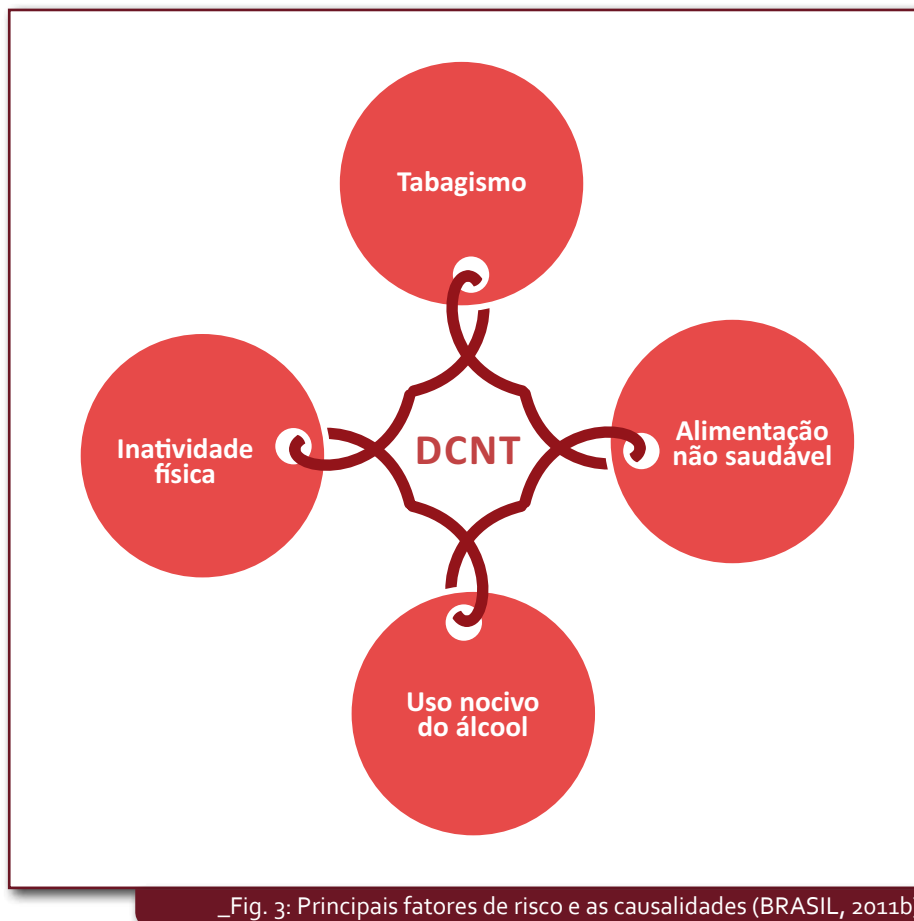 Tabagismo
Inatividade
física
DCNT
Alimentação
não saudável
Uso nocivo
do álcool
_Fig. 3: Principais fatores de risco e as causalidades (BRASIL, 2011b